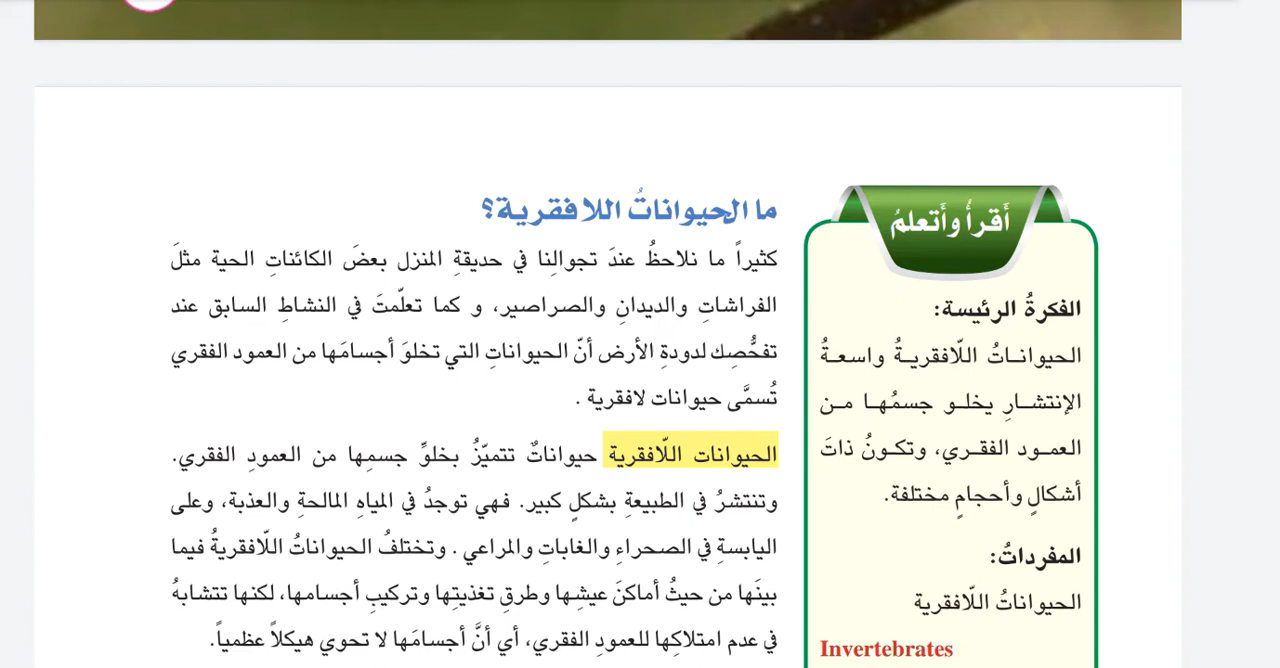 أَقرأُ وأَتعلمُ
الفكرةُ الرئيسة:
الحيوانـاتُ اللّافقريـةُ واسعـةُ
الإنتشـارِ يخلـو جسمُهـا مـن
العمـود الفقـري، وتكـونُ ذاتَ
أشكالٍ وأحجامٍ مختلفة.
المفرداتُ:
الحيواناتُ اللّافقرية
Invertebrates
ما الحيواناتُ اللافقرية؟
كثيراً ما نلاحظُ عندَ تجوالِنا في حديقةِ المنزل بعضَ الكائناتِ الحية مثلَ
الفراشاتِ والديدانِ والصراصير، و كما تعلّمتَ في النشاطِ السابق عند
تفحُّصِك لدودةِ الأرض أنّ الحيواناتِ التي تخلوَ أجسامَها من العمود الفقري
تُسمَّى حيوانات لافقرية .
الحيوانات اللّافقرية حيواناتٌ تتميّزُ بخلوِّ جسمِها من العمودِ الفقري.
وتنتشرُ في الطبيعةِ بشكلٍ كبير. فهي توجدُ في المياهِ المالحةِ والعذبة، وعلى
اليابسةِ في الصحراءِ والغاباتِ والمراعي . وتختلفُ الحيواناتُ اللّافقريةُ فيما
بينَها من حيثُ أماكنَ عيشِها وطرقِ تغذيتِها وتركيبِ أجسامها، لكنها تتشابهُ
في عدم امتلاكِها للعمودِ الفقري، أي أنَّ أجسامَها لا تحوي هيكلاً عظمياً.